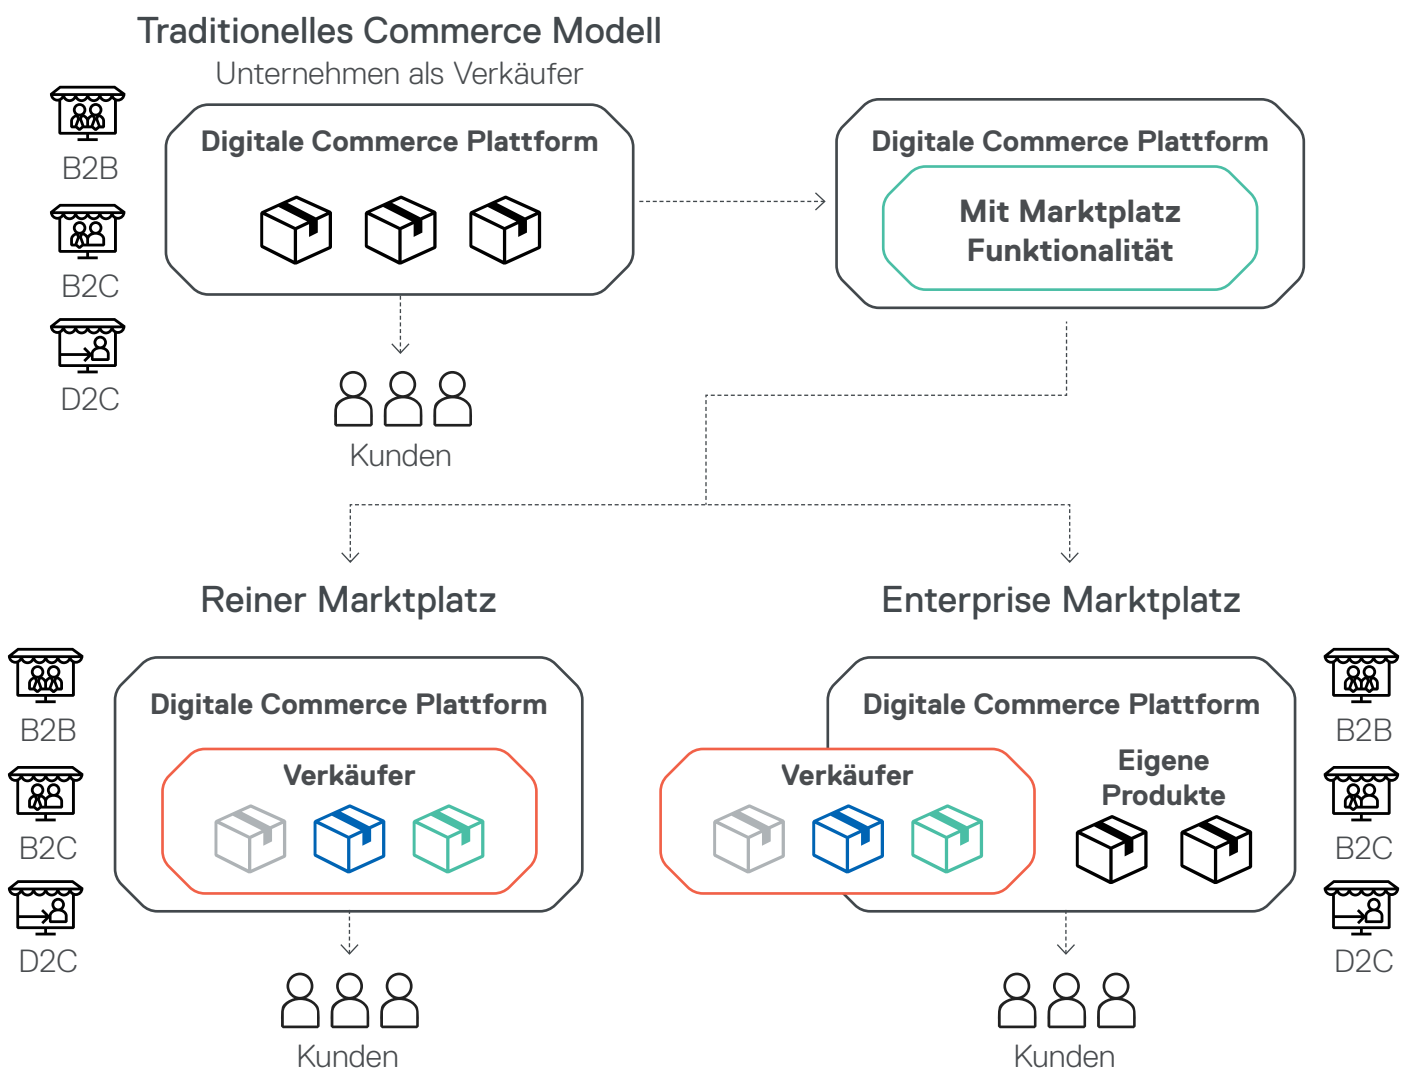 Traditionelles Commerce Modell
Unternehmen als Verkäufer
B2B
B2C
D2C
Digitale Commerce Plattform
Kunden
Digitale Commerce Plattform
Mit Marktplatz
Funktionalität
Reiner Marktplatz
B2B
B2C
D2C
Digitale Commerce Plattform
Verkäufer
Kunden
Enterprise Marktplatz
Digitale Commerce Plattform
Verkäufer
Eigene
Produkte
B2B
B2C
D2C
Kunden